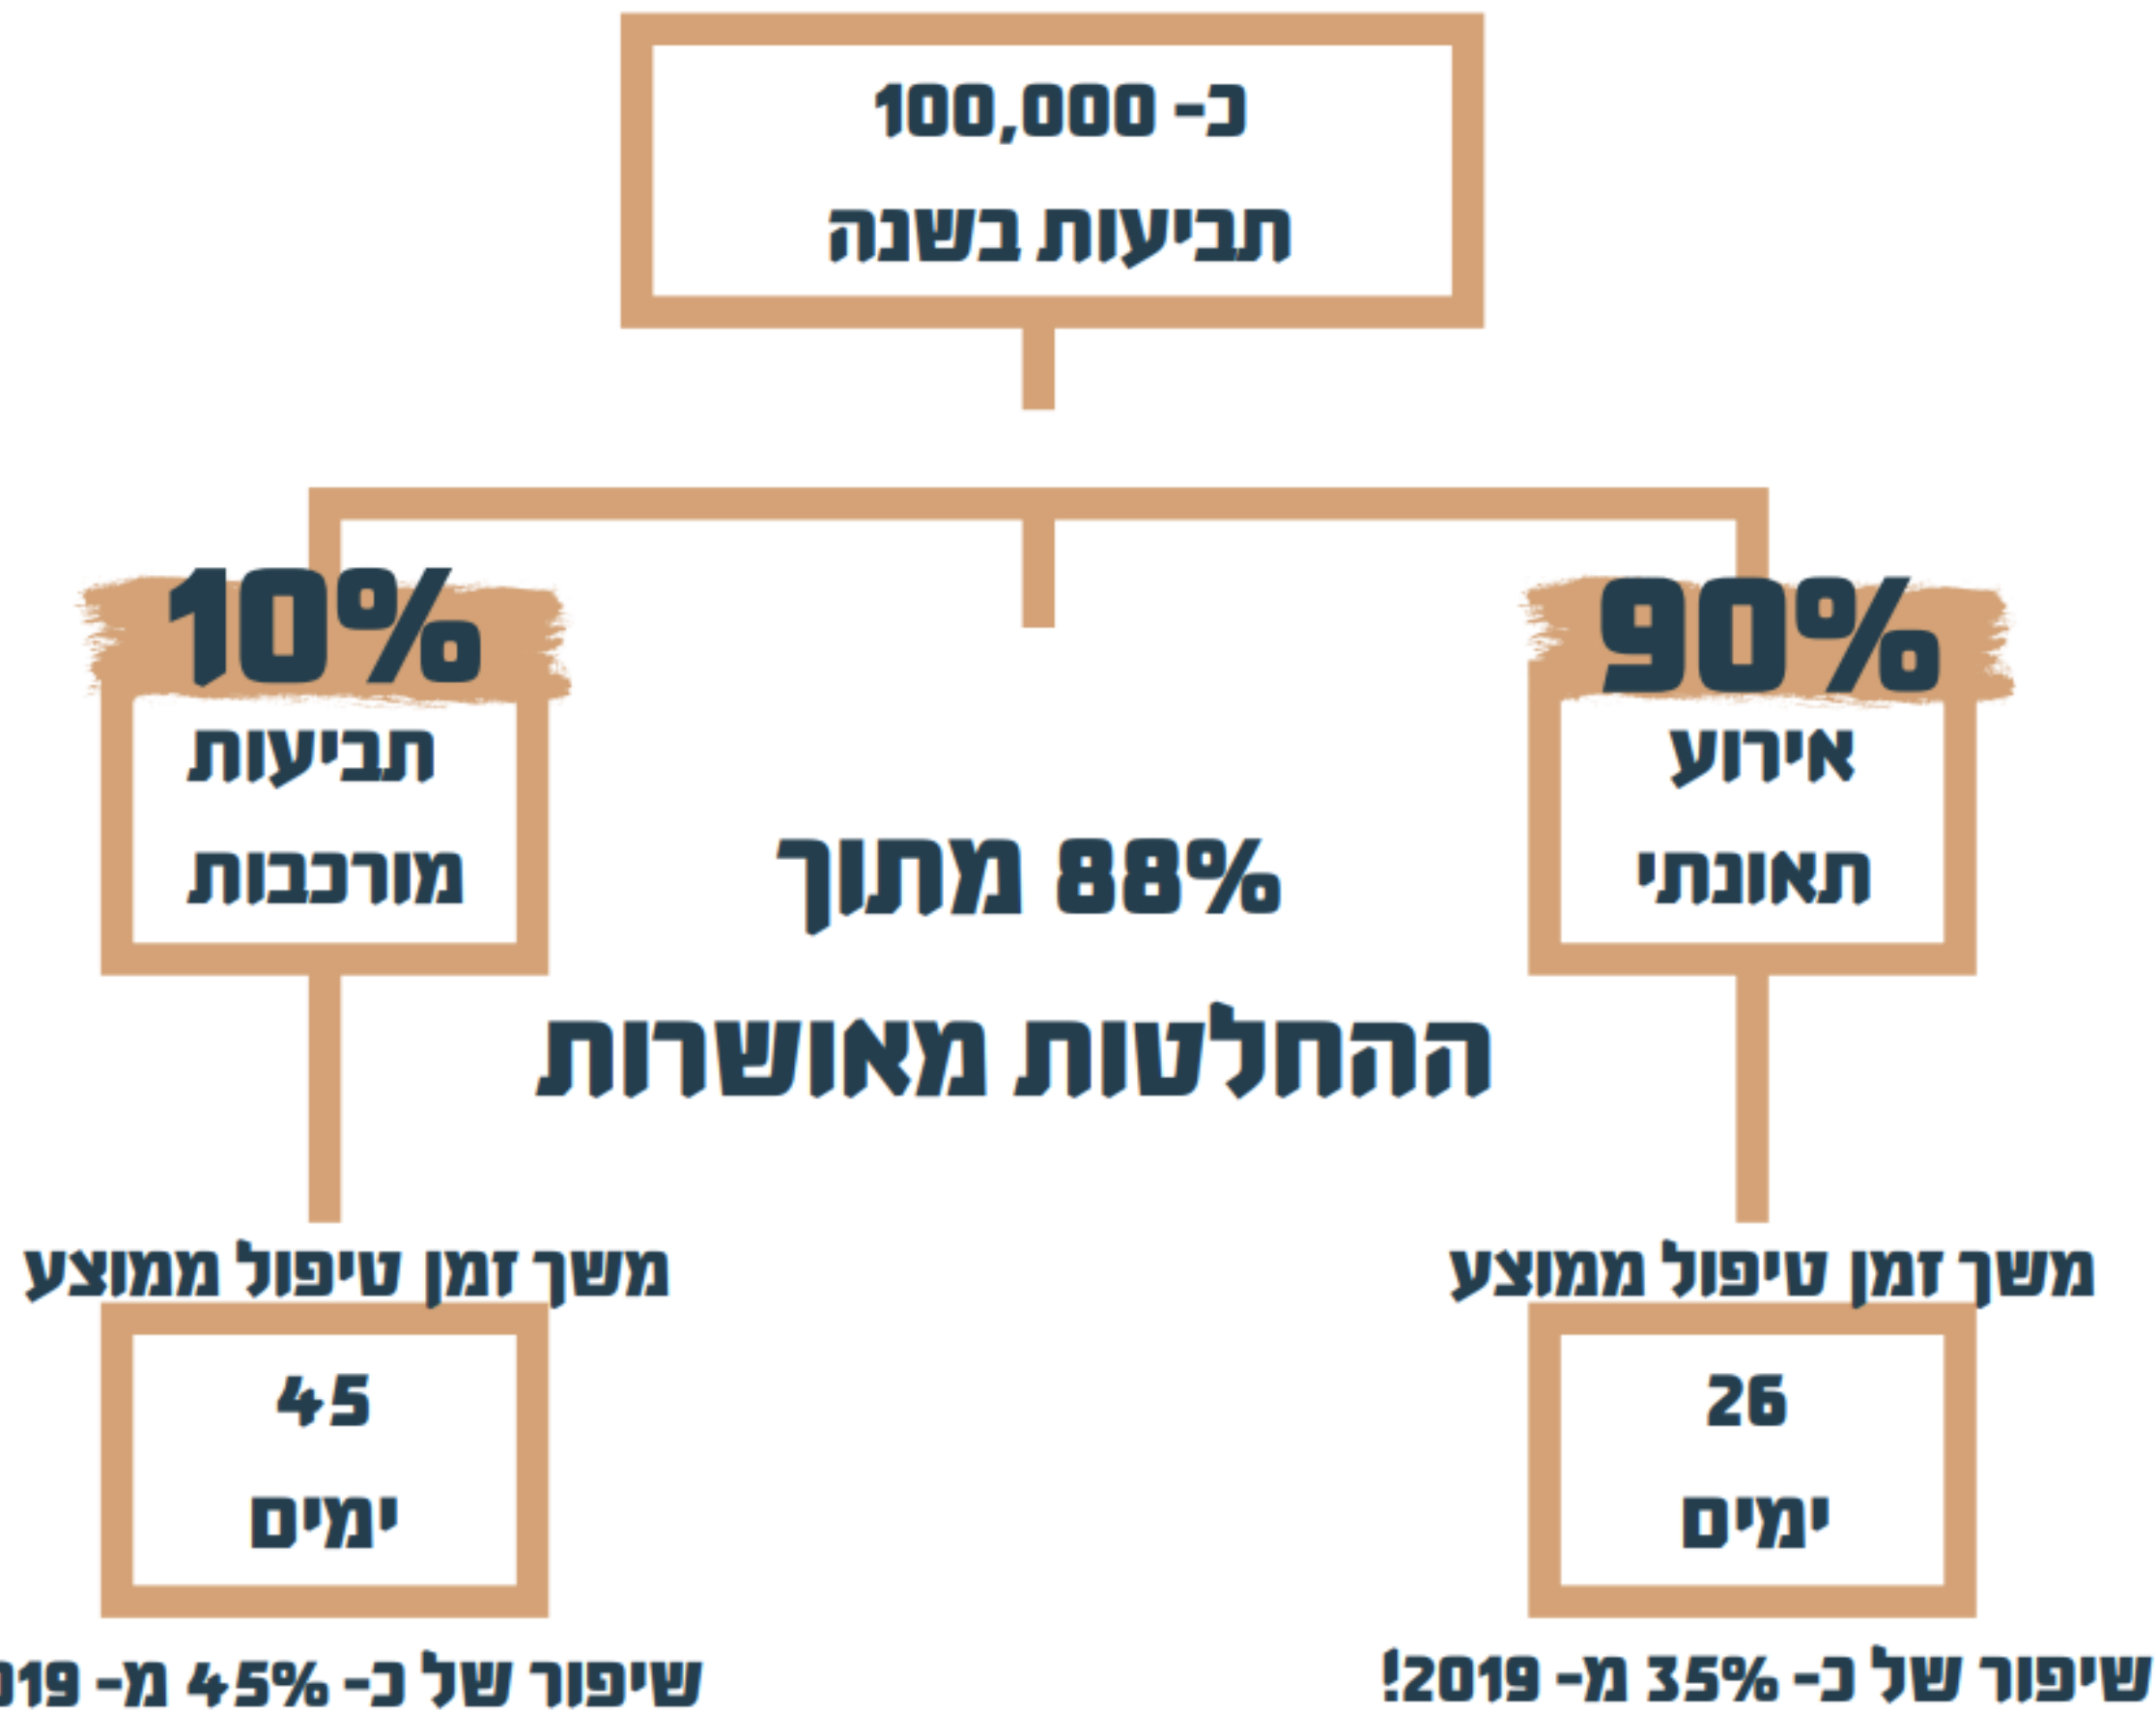 כ- 100,000
תביעות בשנה
90%
אירוע
תאונתי
10%
תביעות
מורכבות
88% מתוך
ההחלטות מאושרות
משך זמן טיפול ממוצע
26
ימים
שיפור של כ- 35% מ- 2019!
משך זמן טיפול ממוצע
45
ימים
שיפור של כ- 45% מ-